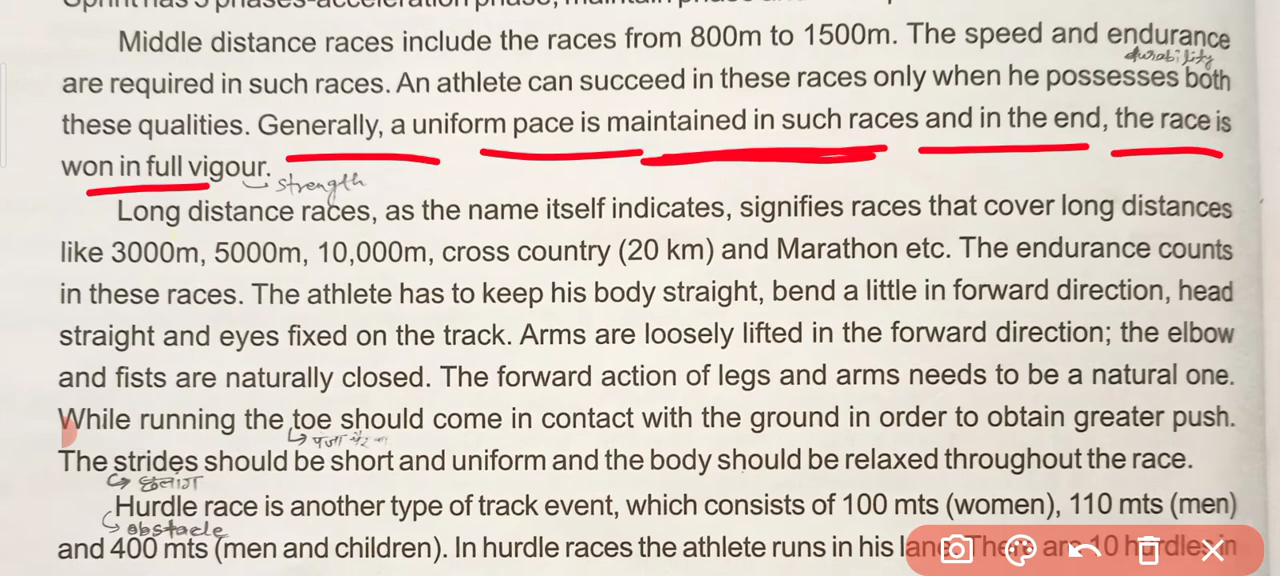 Middle distance races include the races from 800m to 1500m. The speed and endurance
durability
are required in such races. An athlete can succeed in these races only when he possesses both
these qualities. Generally, a uniform pace is maintained in such races and in the end, the race is
won in full vigour.
strength
Long distance races, as the name itself indicates, signifies races that cover long distances
like 3000m, 5000m, 10,000m, cross country (20 km) and Marathon etc. The endurance counts
in these races. The athlete has to keep his body straight, bend a little in forward direction, head
straight and eyes fixed on the track. Arms are loosely lifted in the forward direction; the elbow
and fists are naturally closed. The forward action of legs and arms needs to be a natural one.
While running the toe should come in contact with the ground in order to obtain greater push.
The strides should be short and uniform and the body should be relaxed throughout the race.
छलांग
Hurdle race is another type of track event, which consists of 100 mts (women), 110 mts (men)
obstacle
and 400 mts (men and children). In hurdle races the athlete runs in his lane. There are 10 hurdles in